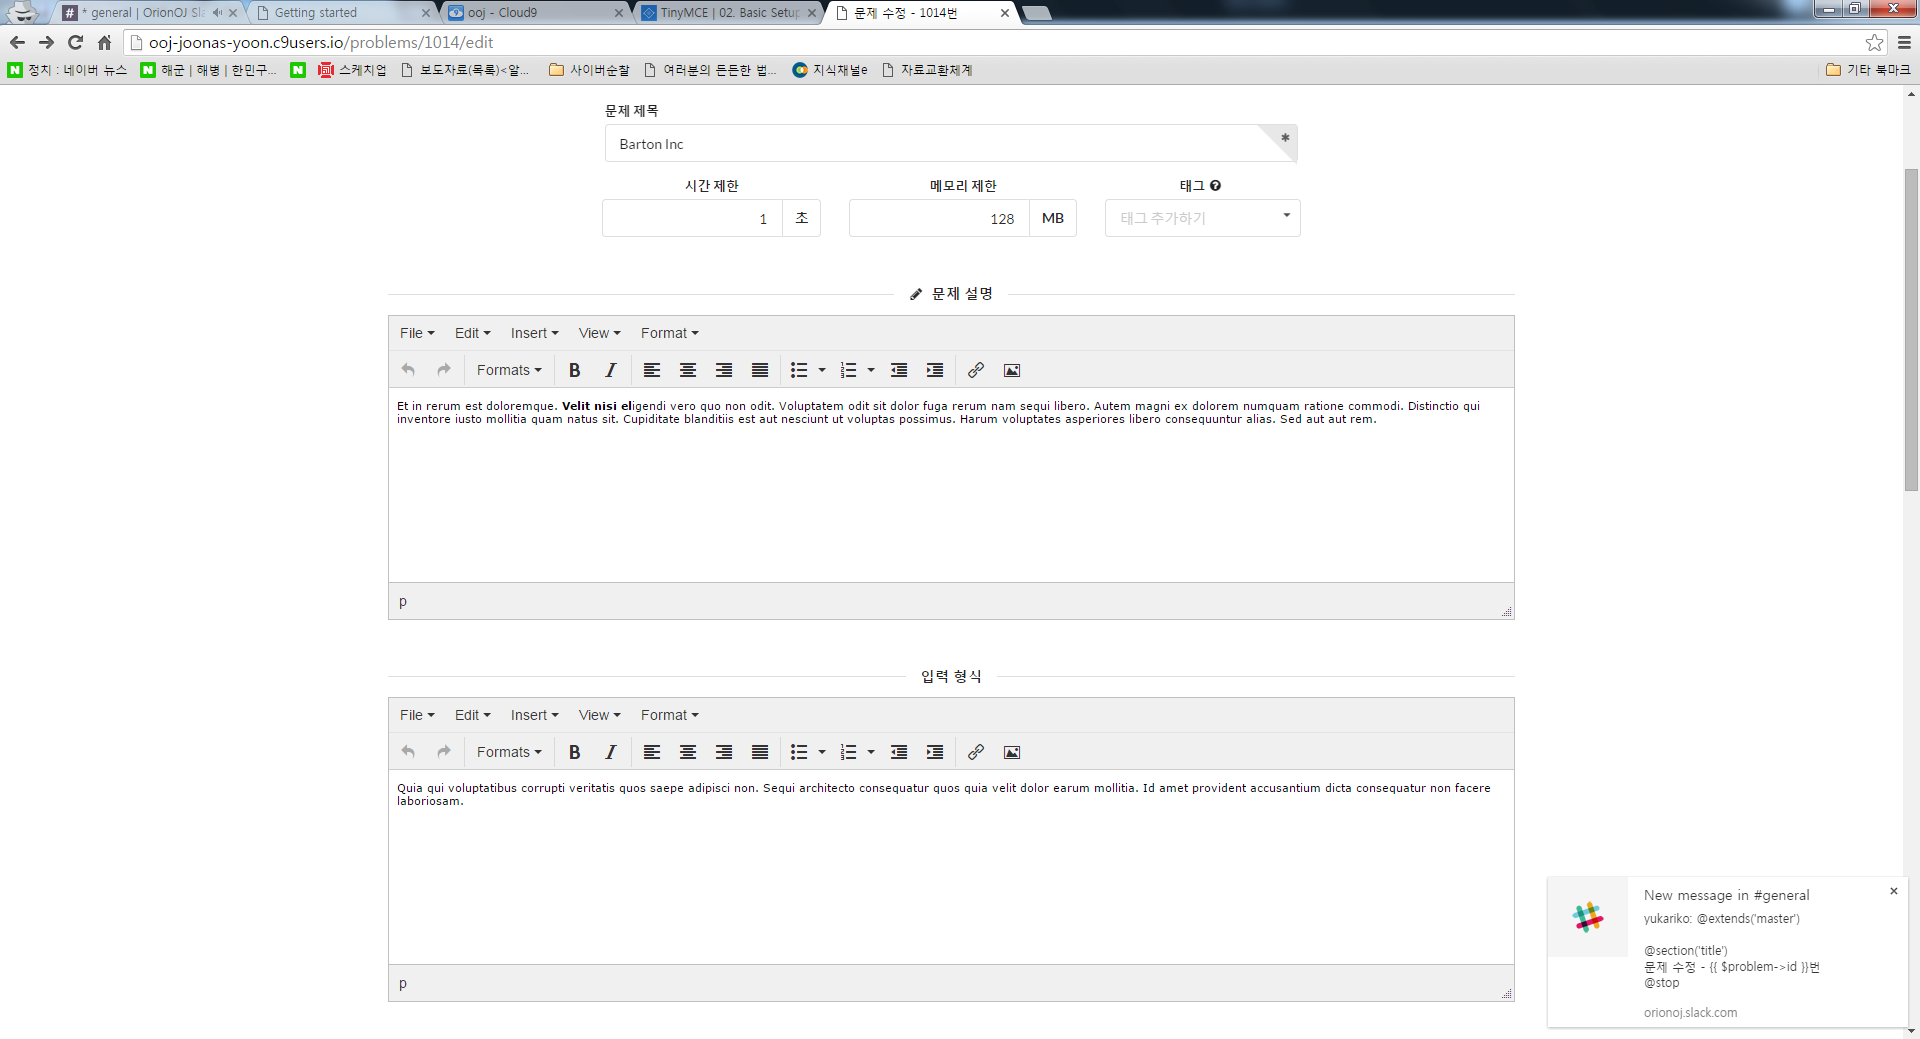 * general | OrionOJ Sl
Getting started
ooj - Cloud9
TinyMCE | 02. Basic Setup
문제 수정 - 1014번
ooj-joonas-yoon.c9users.io/problems/1014/edit
정치 : 네이버 뉴스
해군 | 해병 | 한민구...
스케치업
보도자료(목록)<알...
사이버순찰
여러분의 든든한 법...
지식채널e
자료교환체계
기타 북마크
문제 제목
Barton Inc
시간 제한
메모리 제한
태그
1 초
128 MB
태그 추가하기
문제 설명
File Edit Insert View Format
Formats B I
Et in rerum est doloremque. Velit nisi eligendi vero quo non odit. Voluptatem odit sit dolor fuga rerum nam sequi libero. Autem magni ex dolorem numquam ratione commodi. Distinctio qui
inventore iusto mollitia quam natus sit. Cupiditate blanditiis est aut nesciunt ut voluptas possimus. Harum voluptates asperiores libero consequuntur alias. Sed aut aut rem.
p
입력 형식
File Edit Insert View Format
Formats B I
Quia qui voluptatibus corrupti veritatis quos saepe adipisci non. Sequi architecto consequatur quos quia velit dolor earum mollitia. Id amet provident accusantium dicta consequatur non facere
laboriosam.
p
New message in #general
yukariko: @extends('master')
@section('title')
문제 수정 - {{ $problem->id }}번
@stop
orionoj.slack.com